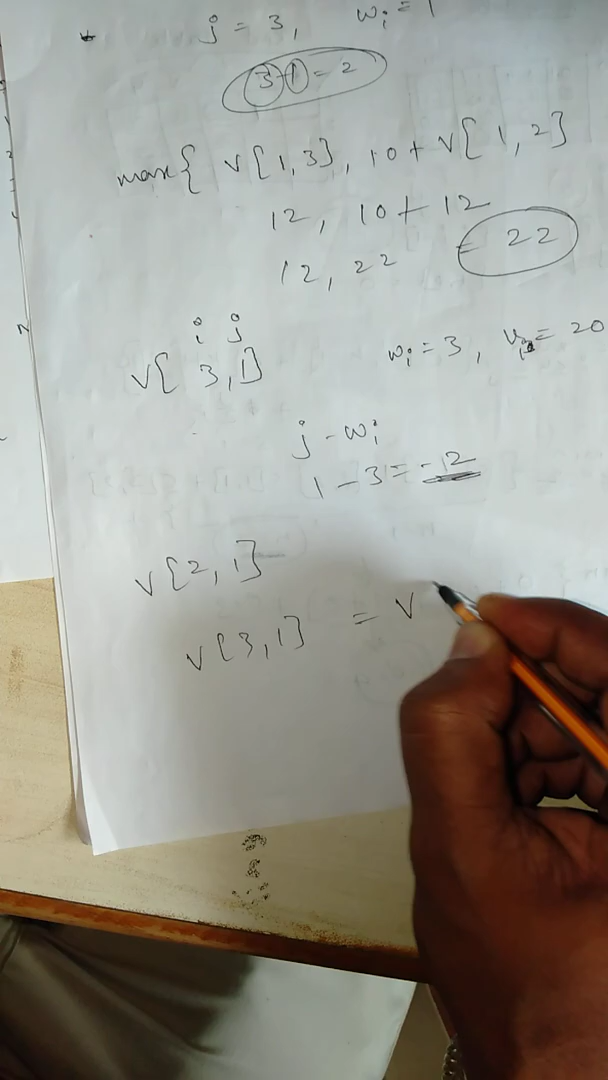 j = 3, wi = 1
3-1 = 2
max{ V[1,3], 10 + V[1,2]
12, 10 + 12
12, 22 = 22
i j
V[3,1] wi = 3, = 20
j - wi
1 - 3 = -2
V[2,1]
V[3,1] = V